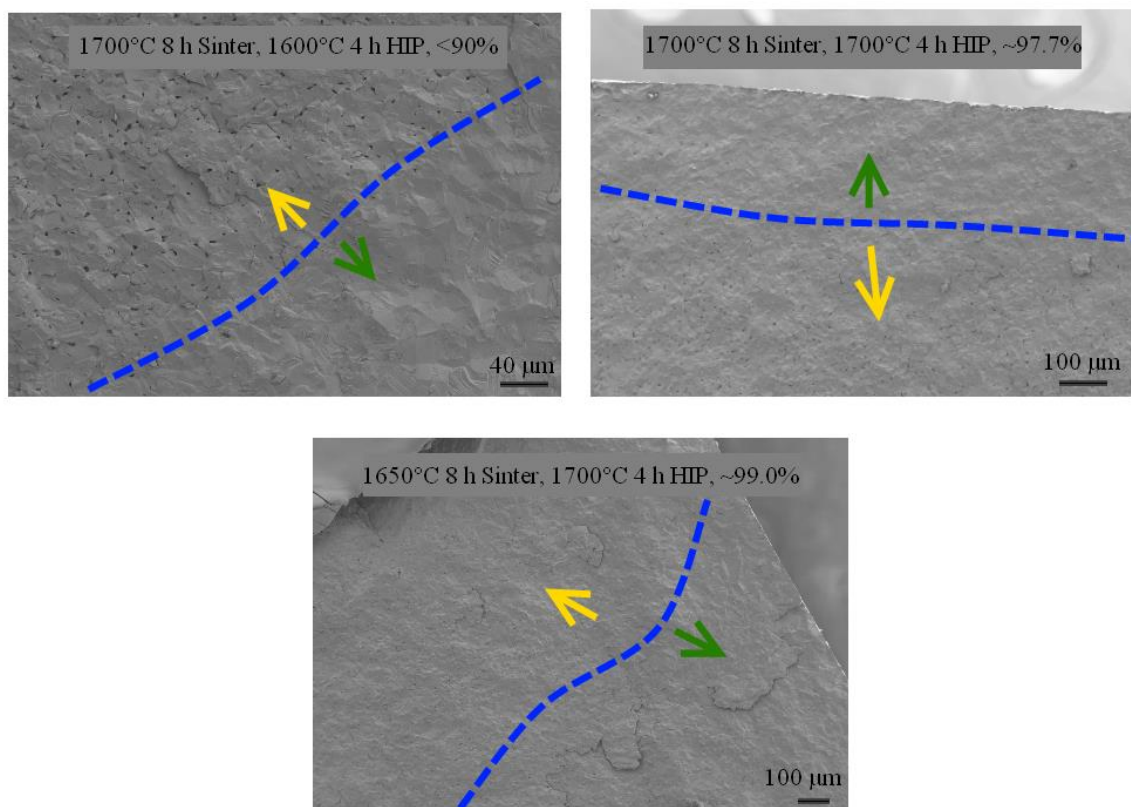 1700°C 8 h Sinter, 1600°C 4 h HIP, <90%
40 μm
1700°C 8 h Sinter, 1700°C 4 h HIP, ~97.7%
100 μm
1650°C 8 h Sinter, 1700°C 4 h HIP, ~99.0%
100 μm